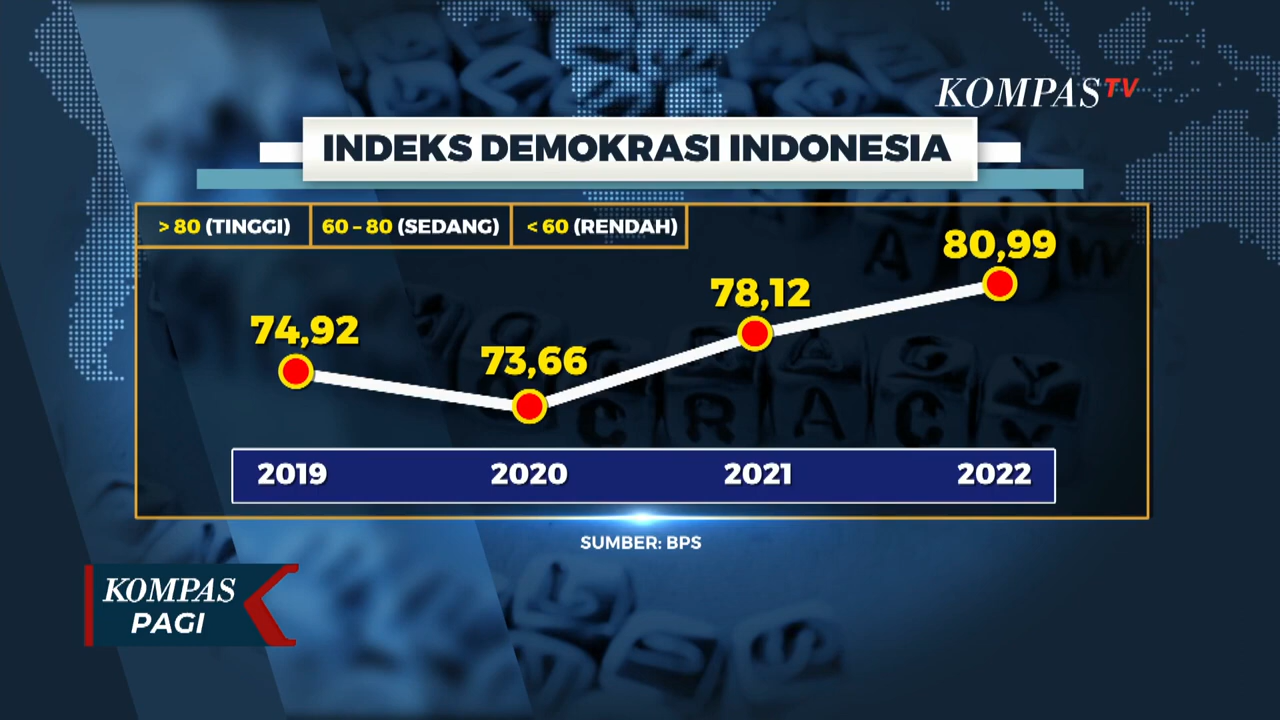 KOMPAS TV
INDEKS DEMOKRASI INDONESIA
> 80 (TINGGI) 60 – 80 (SEDANG) < 60 (RENDAH)
74,92 73,66 78,12 80,99
2019 2020 2021 2022
SUMBER: BPS
KOMPAS
PAGI